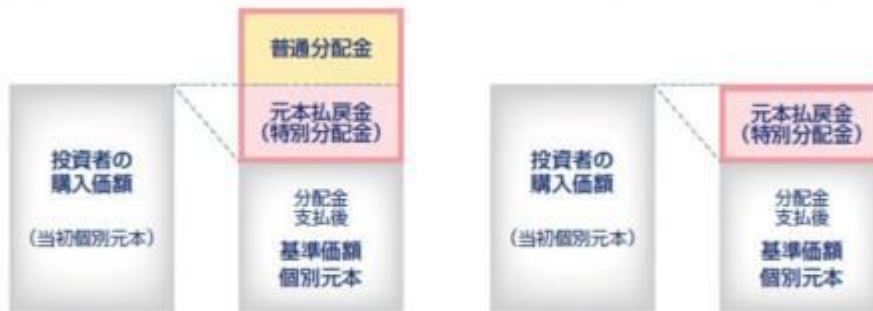 普通分配金
元本払戻金
(特別分配金)
投資者の
購入価額
(当初個別元本)
分配金
支払後
基準価額
個別元本
元本払戻金
(特別分配金)
投資者の
購入価額
(当初個別元本)
分配金
支払後
基準価額
個別元本